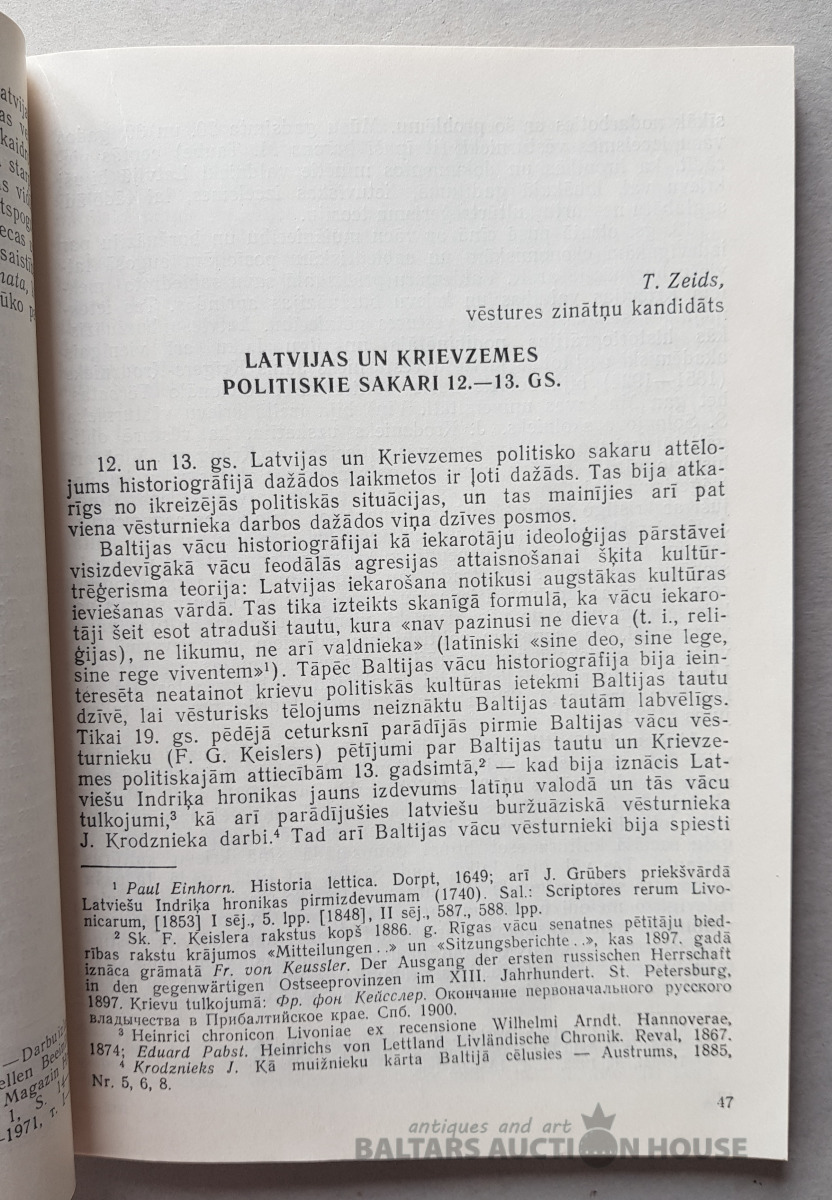 T. Zeids,
vēstures zinātņu kandidāts
LATVIJAS UN KRIEVZEMES
POLITISKIE SAKARI 12.—13. GS.
12. un 13. gs. Latvijas un Krievzemes politisko sakaru attēlo-
jums historiogrāfijā dažādos laikmetos ir ļoti dažāds. Tas bija atka-
rīgs no ikreizējās politiskās situācijas, un tas mainījies arī pat
viena vēsturnieka darbos dažādos viņa dzīves posmos.
Baltijas vācu historiogrāfijai kā iekarotāju ideoloģijas pārstāvei
visizdevīgākā vācu feodālās agresijas attaisnošanai šķita kultūr-
trēģerisma teorija: Latvijas iekarošana notikusi augstākas kultūras
ieviešanas vārdā. Tas tika izteikts skanīgā formulā, ka vācu iekaro-
tāji šeit esot atraduši tautu, kura «nav pazinusi ne dieva (t. i., reli-
ģijas), ne likumu, ne arī valdnieka» (latīniski «sine deo, sine lege,
sine rege viventem»¹). Tāpēc Baltijas vācu historiogrāfija bija iein-
teresēta neatainot krievu politiskās kultūras ietekmi Baltijas tautu
dzīvē, lai vēsturisks tēlojums neiznāktu Baltijas tautām labvēlīgs.
Tikai 19. gs. pēdējā ceturksnī parādījās pirmie Baltijas vācu vēs-
turnieku (F. G. Ķeislers) pētījumi par Baltijas tautu un Krievze-
mes politiskajām attiecībām 13. gadsimtā,² — kad bija iznācis Lat-
viešu Indriķa hronikas jauns izdevums latīņu valodā un tās vācu
tulkojumi,³ kā arī parādījušies latviešu buržuāziskā vēsturnieka
J. Krodznieka darbi.⁴ Tad arī Baltijas vācu vēsturnieki bija spiesti
¹ Paul Einhorn. Historia lettica. Dorpt, 1649; arī J. Grūbers priekšvārdā
Latviešu Indriķa hronikas pirmizdevumam (1740). Sal.: Scriptores rerum Livo-
nicarum, [1853] I sēj., 5. lpp. [1848], II sēj., 587., 588. lpp.
² Sk. F. Keislera rakstus kopš 1886. g. Rīgas vācu senatnes pētītāju bied-
rības rakstu krājumos «Mitteilungen..» un «Sitzungsberichte..», kas 1897. gadā
iznāca grāmatā Fr. von Keussler. Der Ausgang der ersten russischen Herrschaft
in den gegenwärtigen Ostseeprovinzen im XIII. Jahrhundert. St. Petersburg,
1897. Krievu tulkojumā: Фр. фон Кейсслер. Окончание первоначального русского
владычества в Прибалтийское крае. Спб. 1900.
³ Heinrici chronicon Livoniae ex recensione Wilhelmi Arndt. Hannoverae,
1874; Eduard Pabst. Heinrichs von Lettland Livländische Chronik. Reval, 1867.
⁴ Krodznieks J. Kā muižnieku kārta Baltijā cēlusies — Austrums, 1885,
Nr. 5, 6, 8.
47
antiques and art
BALTARS AUCTION HOUSE